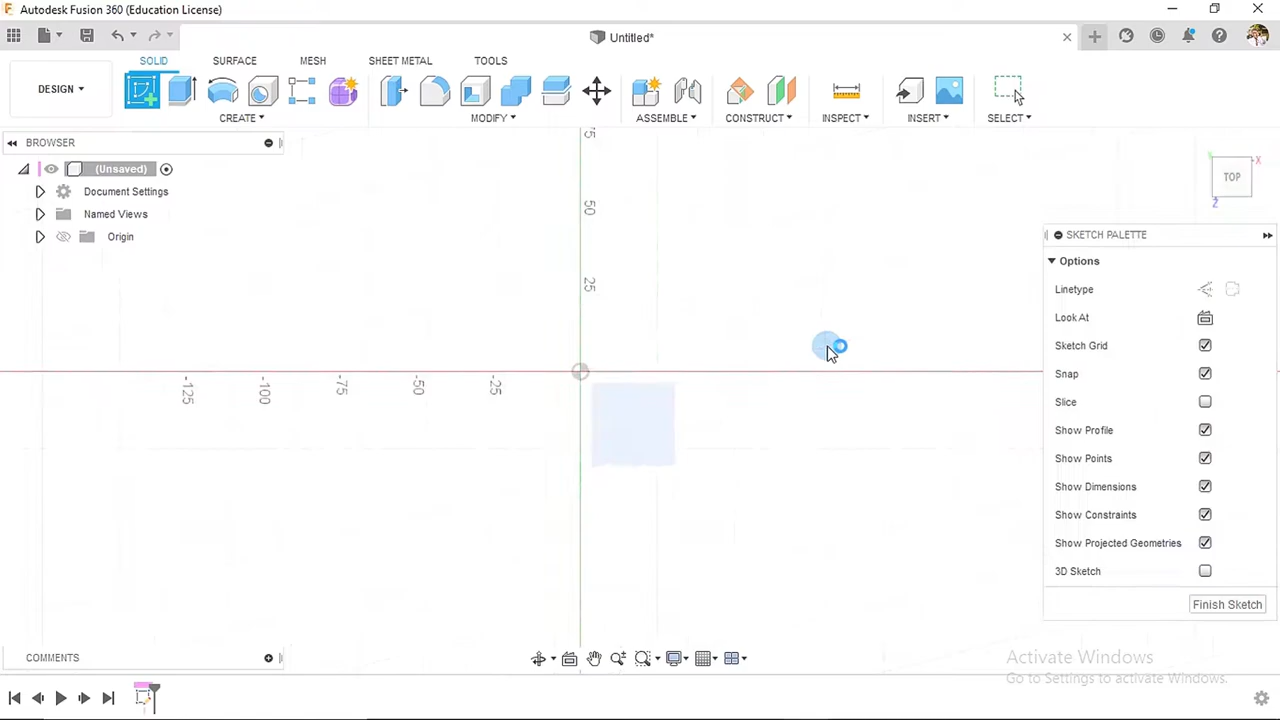 Autodesk Fusion 360 (Education License)
Untitled*
DESIGN
SOLID SURFACE MESH SHEET METAL TOOLS
CREATE MODIFY ASSEMBLE CONSTRUCT INSPECT INSERT SELECT
BROWSER
(Unsaved)
Document Settings
Named Views
Origin
TOP
X
Y
Z
75
50
25
-125 -100 -75 -50 -25
SKETCH PALETTE
Options
Linetype
Look At
Sketch Grid
Snap
Slice
Show Profile
Show Points
Show Dimensions
Show Constraints
Show Projected Geometries
3D Sketch
Finish Sketch
COMMENTS
Activate Windows
Go to Settings to activate Windows.